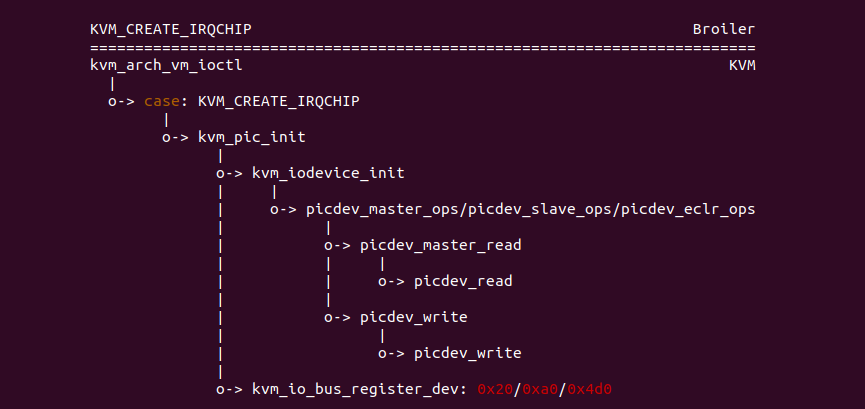 KVM_CREATE_IRQCHIP                                                 Broiler
==========================================================================
kvm_arch_vm_ioctl                                                      KVM
  |
  o-> case: KVM_CREATE_IRQCHIP
        |
        o-> kvm_pic_init
              |
              o-> kvm_iodevice_init
              |     |
              |     o-> picdev_master_ops/picdev_slave_ops/picdev_eclr_ops
              |           |
              |           o-> picdev_master_read
              |           |     |
              |           |     o-> picdev_read
              |           |
              |           o-> picdev_write
              |                 |
              |                 o-> picdev_write
              |
              o-> kvm_io_bus_register_dev: 0x20/0xa0/0x4d0